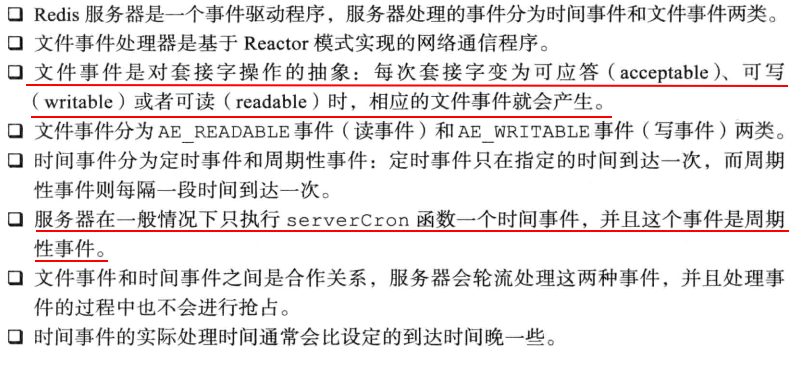 ❑ Redis 服务器是一个事件驱动程序，服务器处理的事件分为时间事件和文件事件两类。
❑ 文件事件处理器是基于 Reactor 模式实现的网络通信程序。
❑ 文件事件是对套接字操作的抽象：每次套接字变为可应答（acceptable）、可写
（writable）或者可读（readable）时，相应的文件事件就会产生。
❑ 文件事件分为 AE_READABLE 事件（读事件）和 AE_WRITABLE 事件（写事件）两类。
❑ 时间事件分为定时事件和周期性事件：定时事件只在指定的时间到达一次，而周期
性事件则每隔一段时间到达一次。
❑ 服务器在一般情况下只执行 serverCron 函数一个时间事件，并且这个事件是周期
性事件。
❑ 文件事件和时间事件之间是合作关系，服务器会轮流处理这两种事件，并且处理事
件的过程中也不会进行抢占。
❑ 时间事件的实际处理时间通常会比设定的到达时间晚一些。